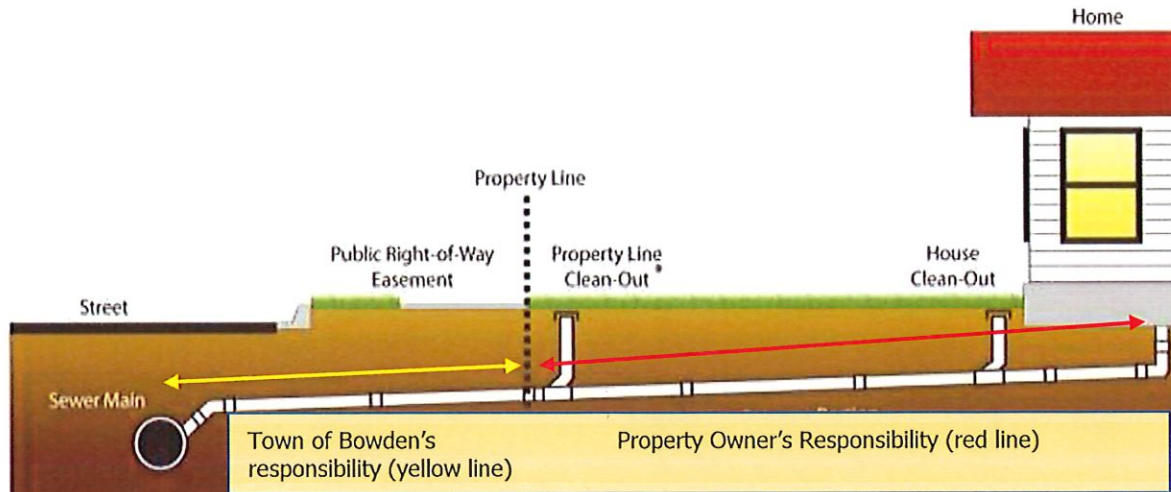 Home
Property Line
Public Right-of-Way
Easement
Property Line
Clean-Out *
House
Clean-Out
Street
Sewer Main
Town of Bowden's
responsibility (yellow line)
Property Owner's Responsibility (red line)